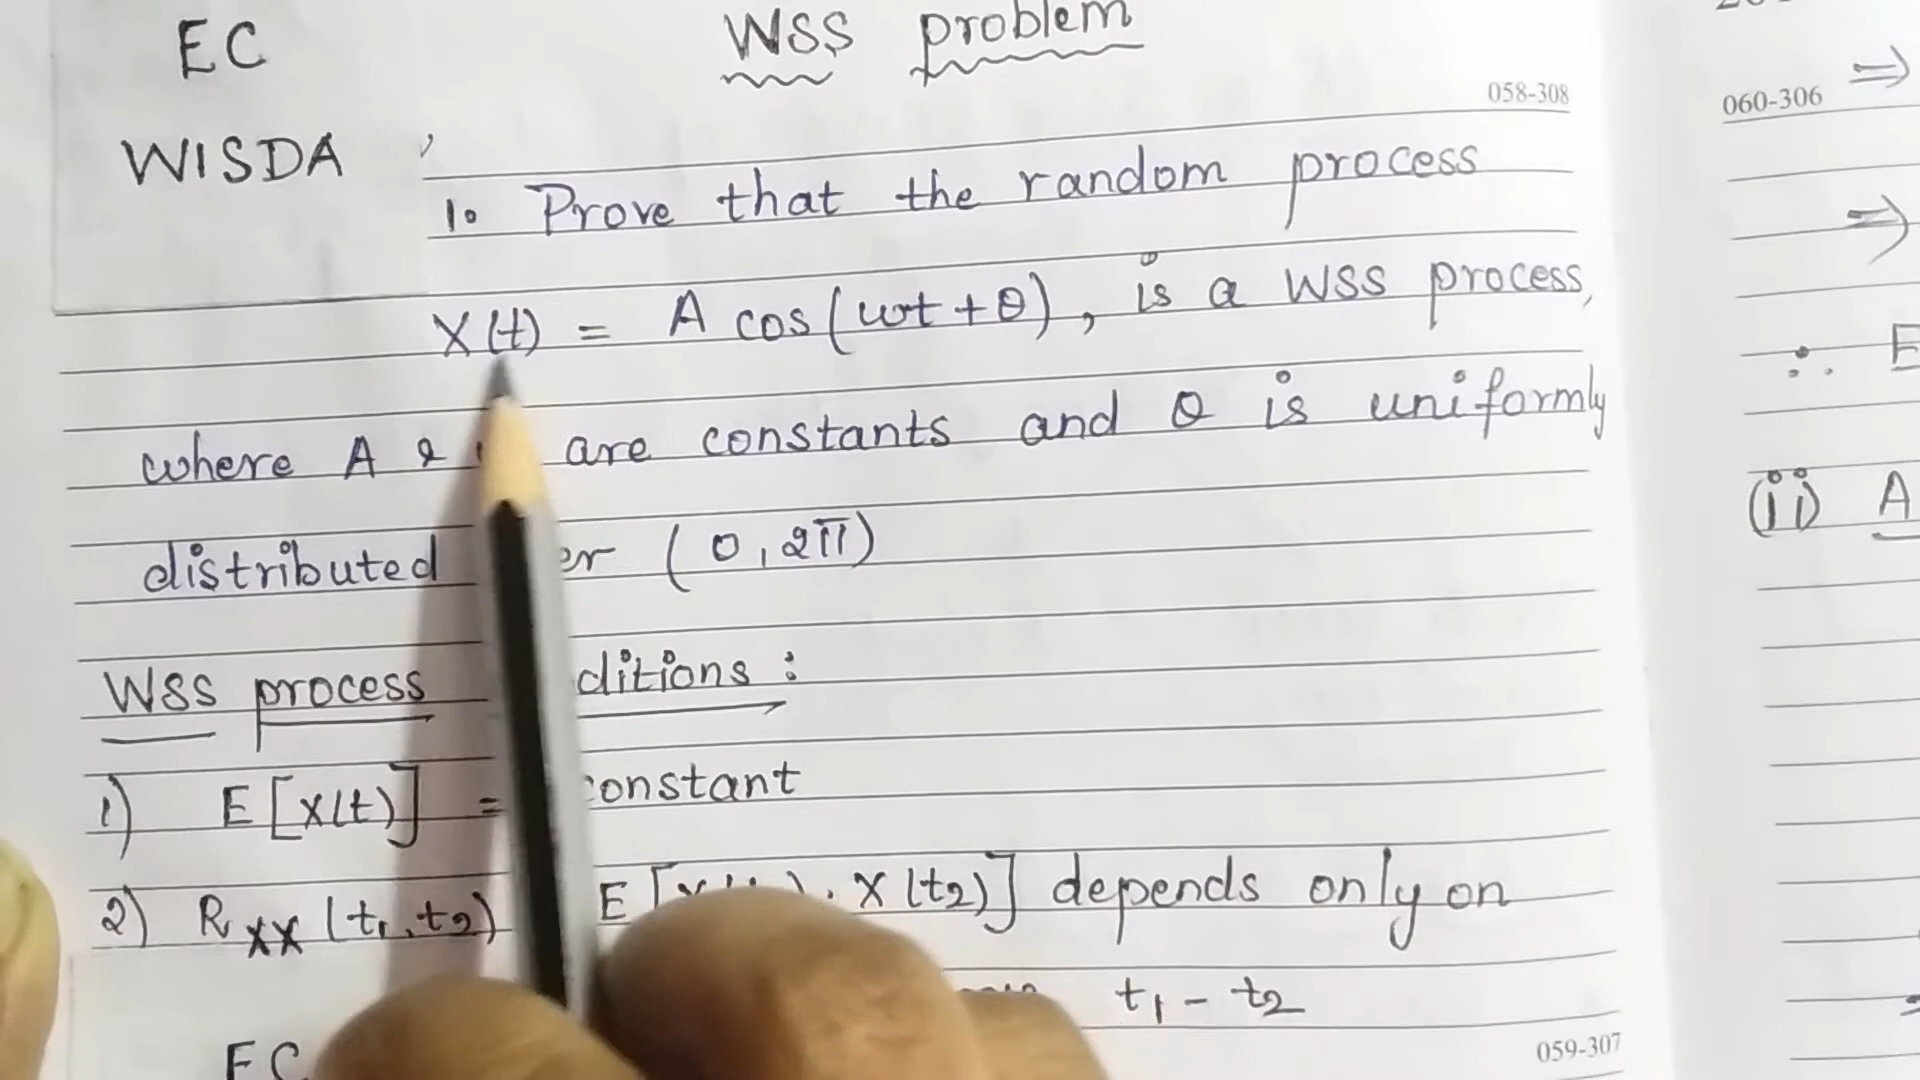 EC
WSS problem
058-308
060-306 ⇒
WISDA
1. Prove that the random process
⇒
X(t) = A cos(ωt + θ), is a WSS process,
∴ E
where A & are constants and θ is uniformly
(ii) A
distributed er (0, 2π)
WSS process ditions :
1) E[X(t)] = constant
2) RXX (t1, t2) E[X( ). X(t2)] depends only on
t1 - t2
059-307
EC